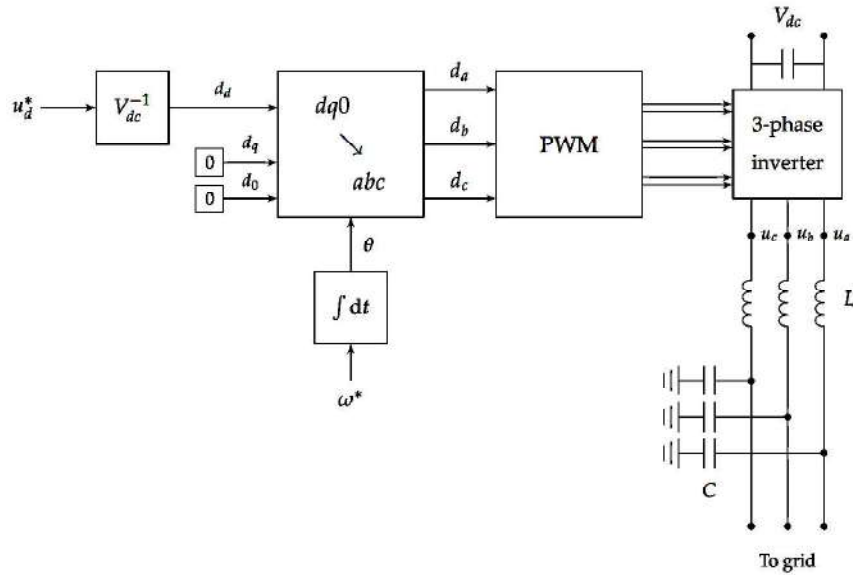 V_dc
u_d^*
V_dc^{-1}
d_d
dq0
abc
0
d_q
0
d_0
d_a
d_b
d_c
PWM
3-phase
inverter
θ
∫ dt
ω*
u_c
u_b
u_a
L
C
To grid